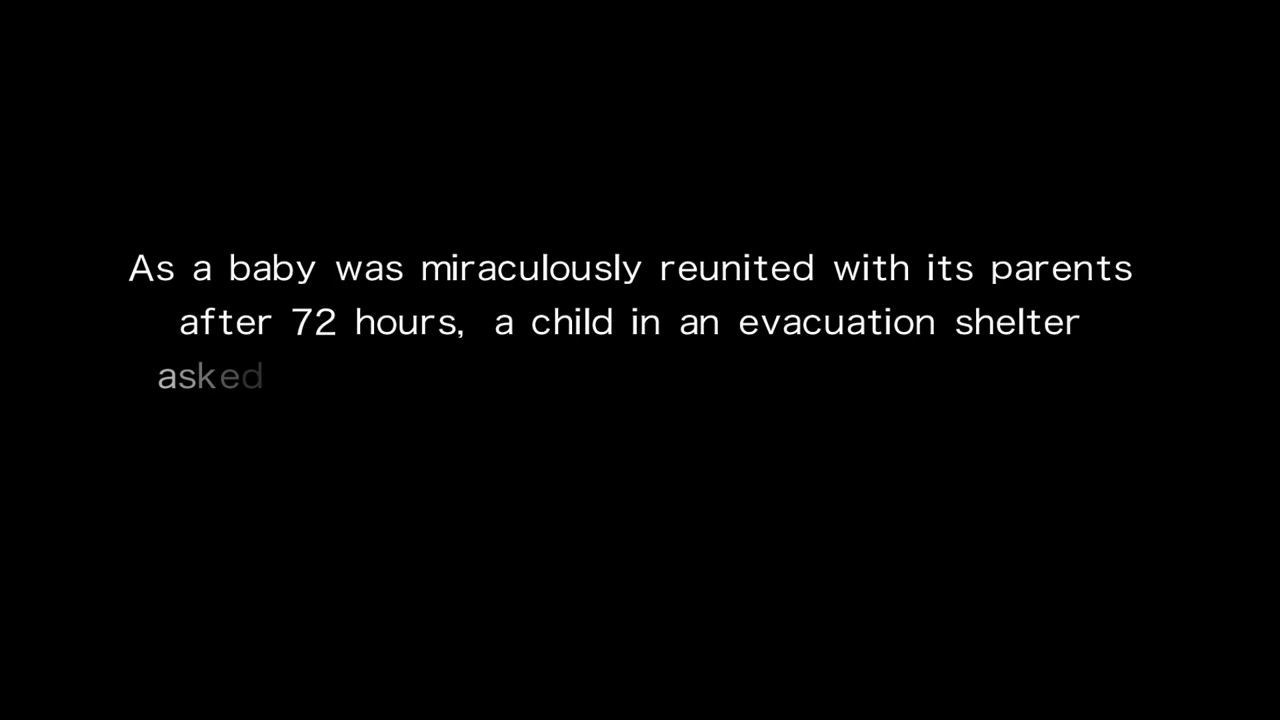 As a baby was miraculously reunited with its parents
after 72 hours, a child in an evacuation shelter
asked